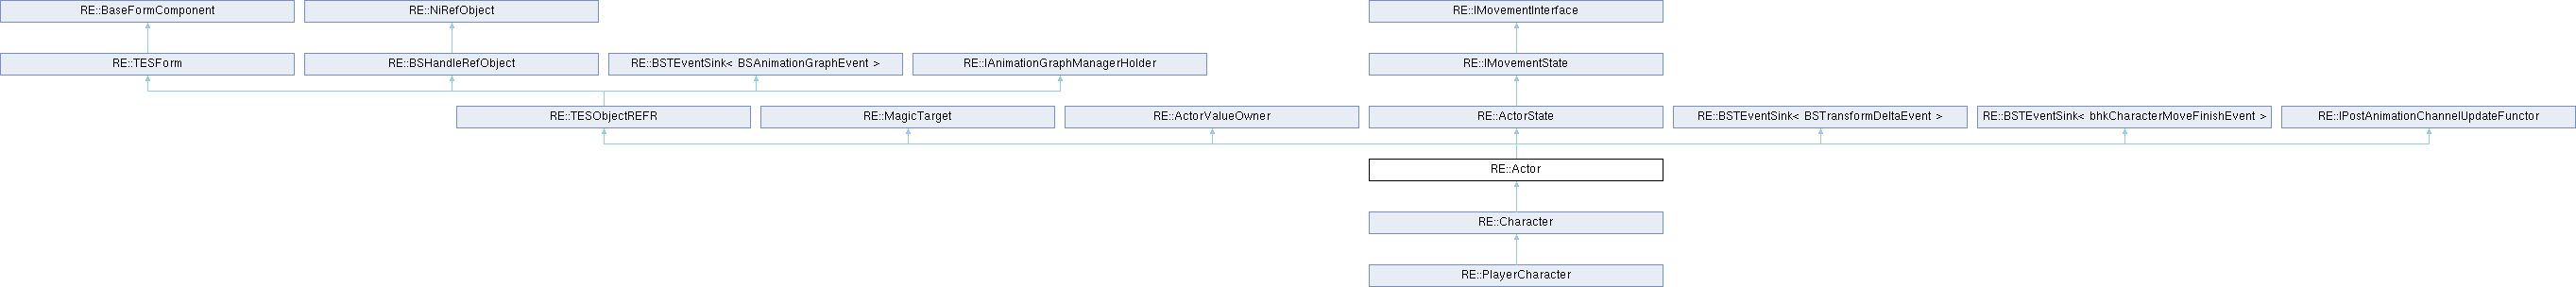 RE::BaseFormComponent
RE::NiRefObject
RE::IMovementInterface
RE::TESForm
RE::BSHandleRefObject
RE::BSTEventSink< BSAnimationGraphEvent >
RE::IAnimationGraphManagerHolder
RE::IMovementState
RE::TESObjectREFR
RE::MagicTarget
RE::ActorValueOwner
RE::ActorState
RE::BSTEventSink< BSTransformDeltaEvent >
RE::BSTEventSink< bhkCharacterMoveFinishEvent >
RE::IPostAnimationChannelUpdateFunctor
RE::Actor
RE::Character
RE::PlayerCharacter